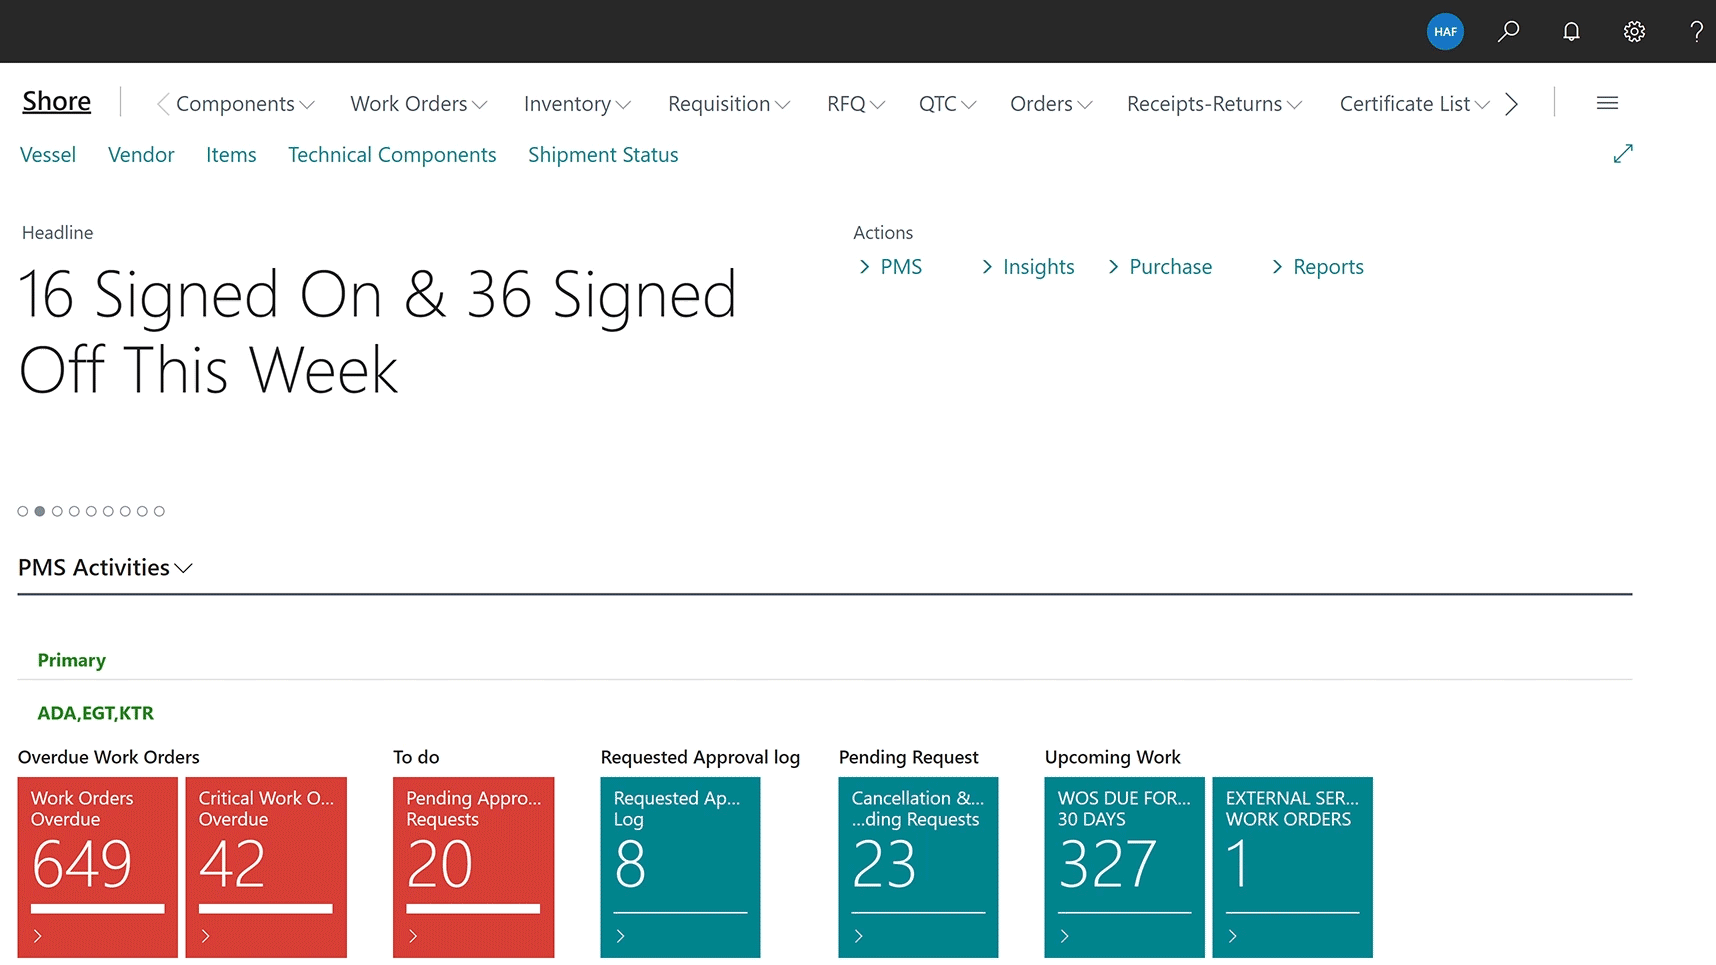 HAF
?
Shore
Components
Work Orders
Inventory
Requisition
RFQ
QTC
Orders
Receipts-Returns
Certificate List
Vessel
Vendor
Items
Technical Components
Shipment Status
Headline
Actions
16 Signed On & 36 Signed
Off This Week
PMS
Insights
Purchase
Reports
PMS Activities
Primary
ADA,EGT,KTR
Overdue Work Orders
To do
Requested Approval log
Pending Request
Upcoming Work
Work Orders
Overdue
649
Critical Work O...
Overdue
42
Pending Appro...
Requests
20
Requested Ap...
Log
8
Cancellation &...
...ding Requests
23
WOS DUE FOR...
30 DAYS
327
EXTERNAL SER...
WORK ORDERS
1